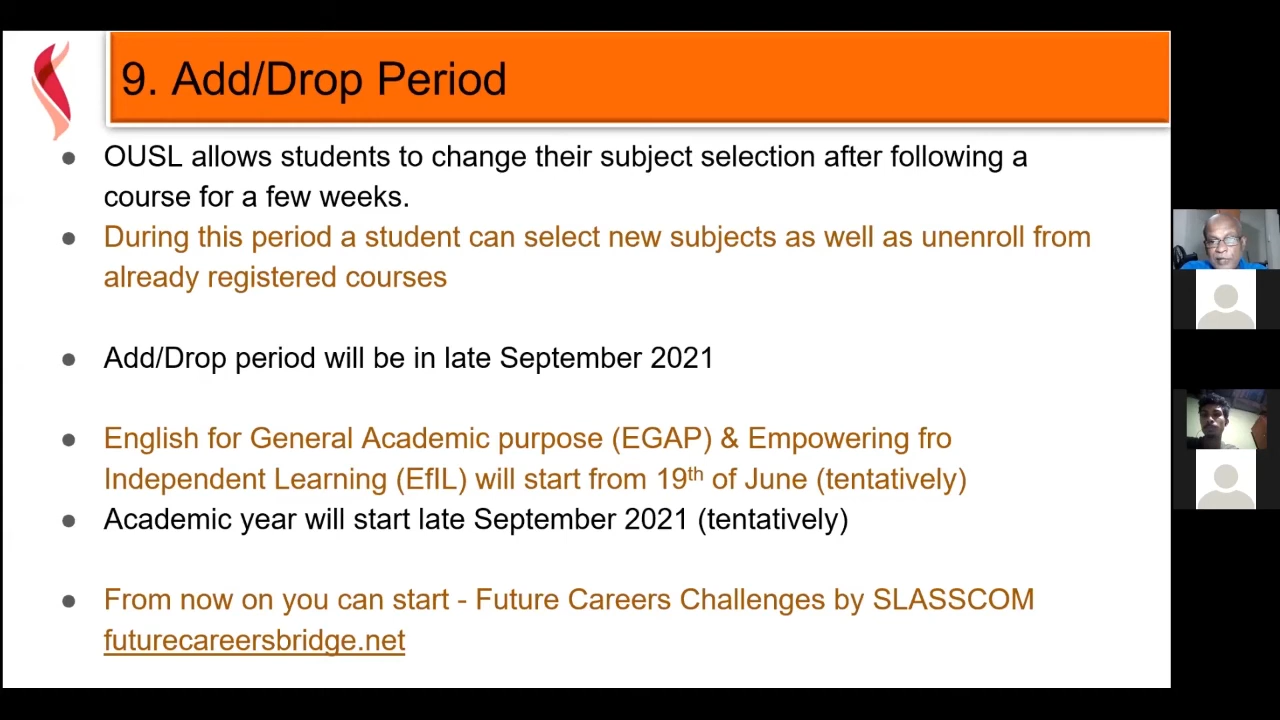 9. Add/Drop Period
● OUSL allows students to change their subject selection after following a
course for a few weeks.
● During this period a student can select new subjects as well as unenroll from
already registered courses
● Add/Drop period will be in late September 2021
● English for General Academic purpose (EGAP) & Empowering fro
Independent Learning (EfIL) will start from 19th of June (tentatively)
● Academic year will start late September 2021 (tentatively)
● From now on you can start - Future Careers Challenges by SLASSCOM
futurecareersbridge.net